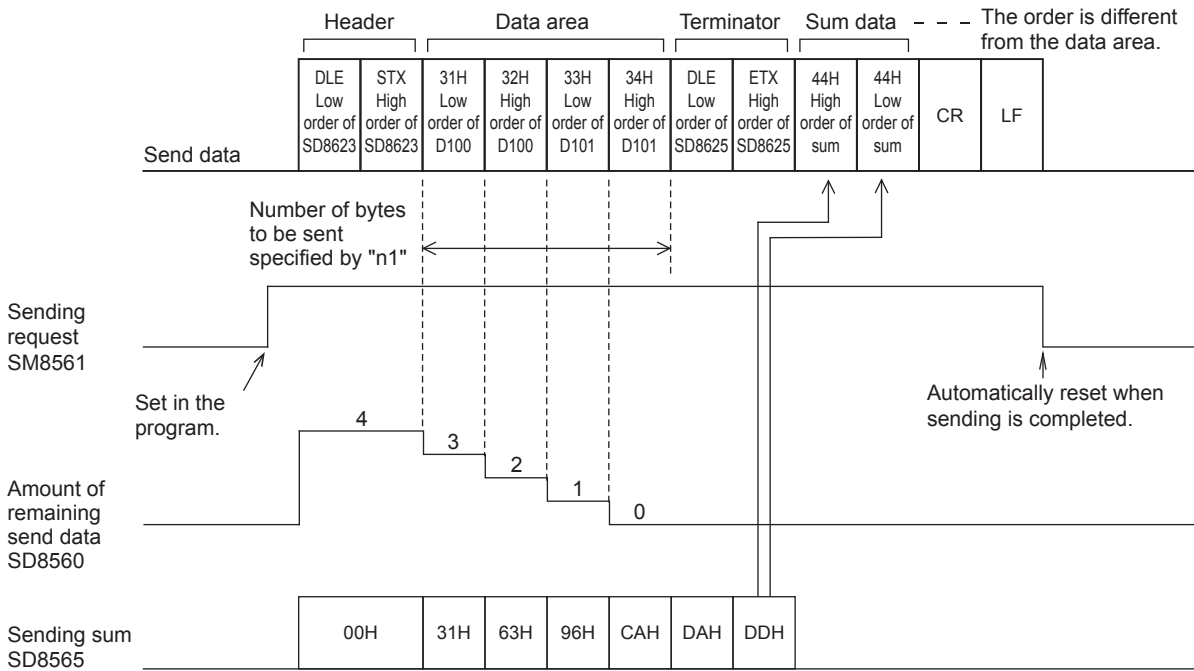 Header
Data area
Terminator
Sum data
The order is different
from the data area.
Send data
DLE
Low
order of
SD8623
STX
High
order of
SD8623
31H
Low
order of
D100
32H
High
order of
D100
33H
Low
order of
D101
34H
High
order of
D101
DLE
Low
order of
SD8625
ETX
High
order of
SD8625
44H
High
order of
sum
44H
Low
order of
sum
CR
LF
Number of bytes
to be sent
specified by "n1"
Sending
request
SM8561
Set in the
program.
Automatically reset when
sending is completed.
Amount of
remaining
send data
SD8560
4
3
2
1
0
Sending sum
SD8565
00H
31H
63H
96H
CAH
DAH
DDH